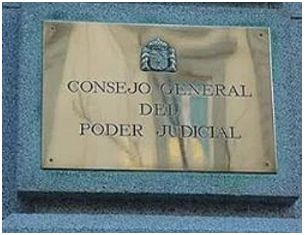 CONSEJO GENERAL
DEL
PODER JUDICIAL